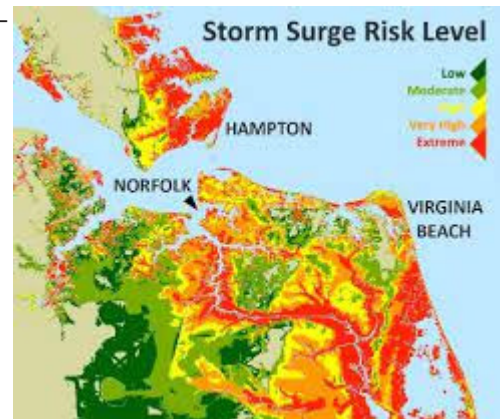 Storm Surge Risk Level
Low
Moderate
High
Very High
Extreme
HAMPTON
NORFOLK
VIRGINIA
BEACH